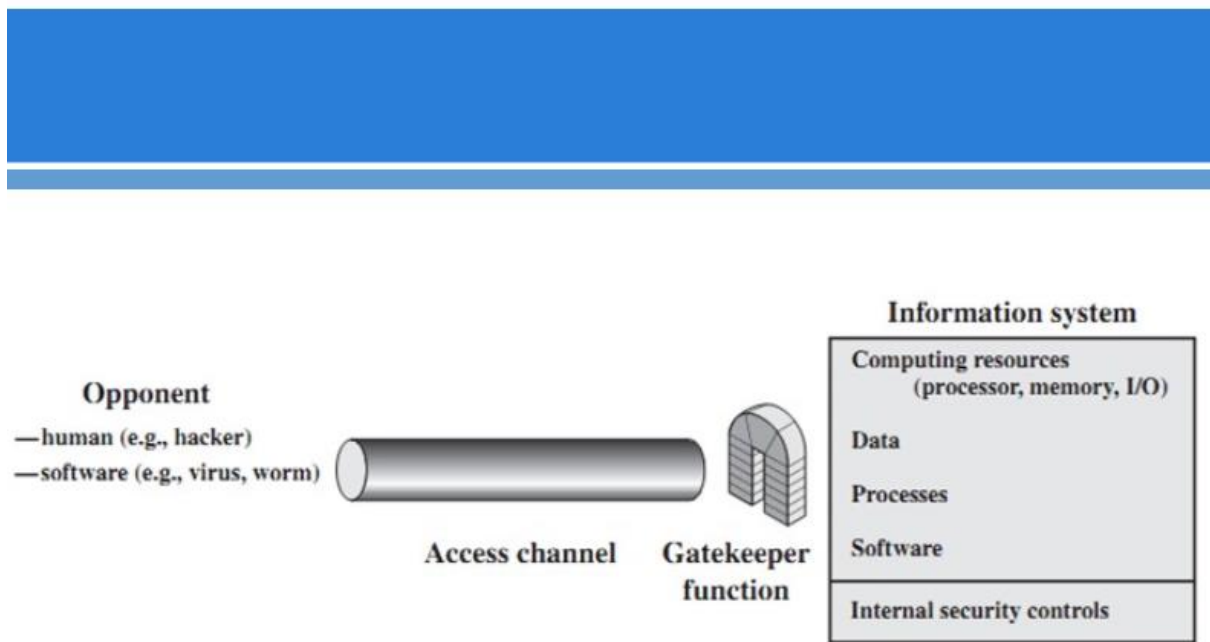 Opponent
—human (e.g., hacker)
—software (e.g., virus, worm)
Access channel
Gatekeeper
function
Information system
Computing resources
(processor, memory, I/O)
Data
Processes
Software
Internal security controls